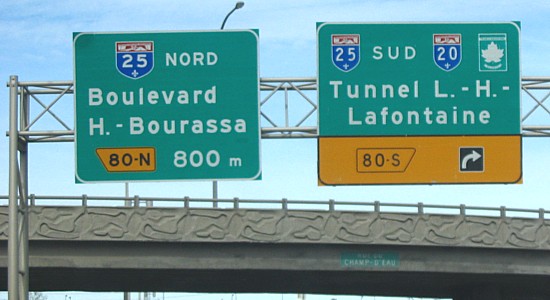 25 NORD
Boulevard
H.-Bourassa
80-N 800 m
25 SUD 20
Tunnel L.-H.-
Lafontaine
80-S
CHAMP-D'EAU